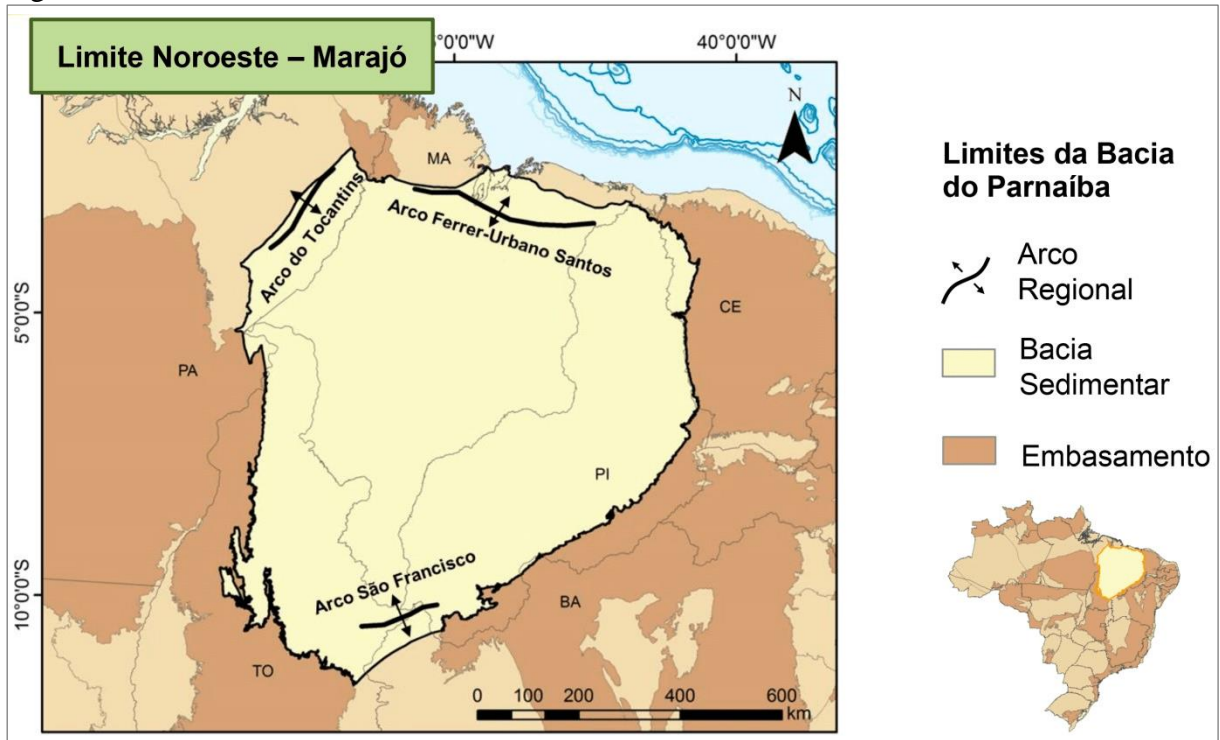 Limite Noroeste – Marajó
40°0'0"W
N
MA
Arco do Tocantins
Arco Ferrer-Urbano Santos
5°0'0"S
CE
PA
PI
10°0'0"S
Arco São Francisco
BA
TO
0 100 200 400 600
km
Limites da Bacia
do Parnaíba
Arco
Regional
Bacia
Sedimentar
Embasamento